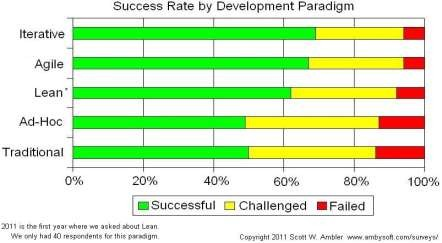 Success Rate by Development Paradigm
Iterative
Agile
Lean*
Ad-Hoc
Traditional
0% 20% 40% 60% 80% 100%
Successful Challenged Failed
2011 is the first year where we asked about Lean.
We only had 40 respondents for this paradigm.
Copyright 2011 Scott W. Ambler www.ambysoft.com/surveys/